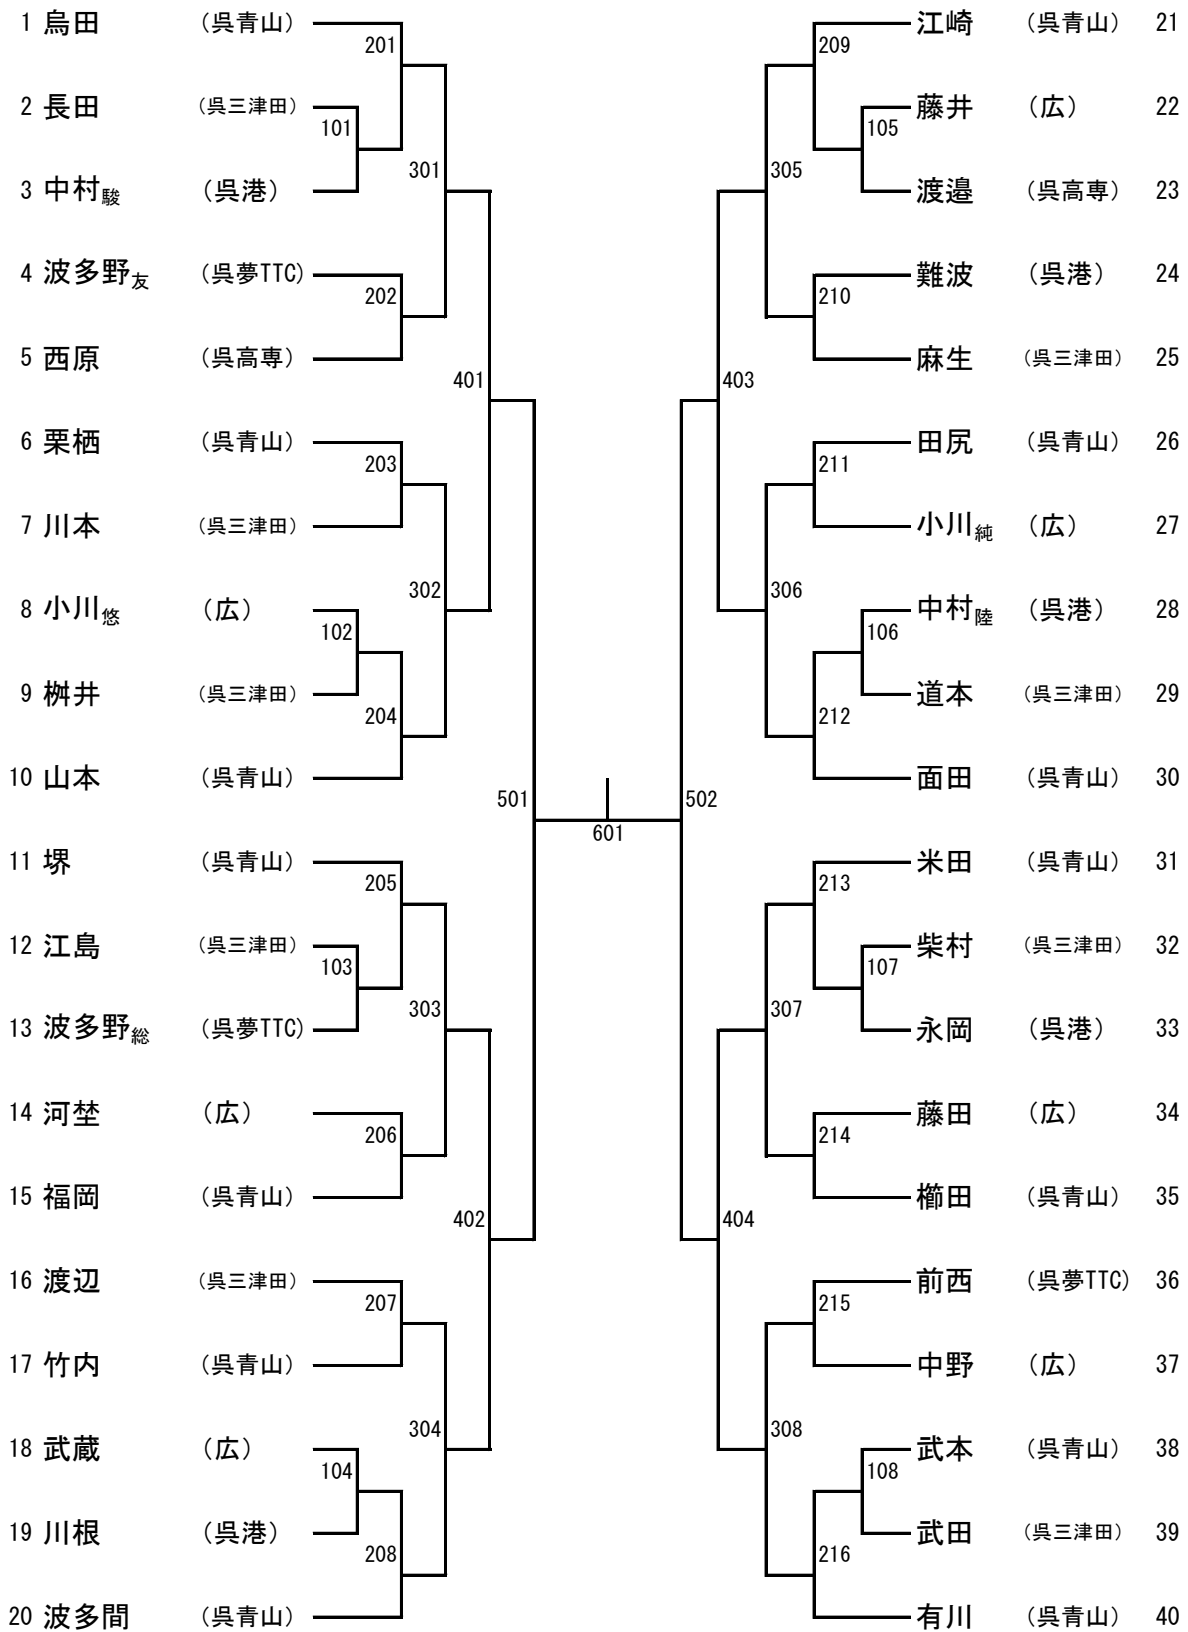 1 鳥田 （呉青山） 江崎 （呉青山） 21
201 209
2 長田 （呉三津田） 藤井 （広） 22
101 105
301 305
3 中村駿 （呉港） 渡邉 （呉高専） 23
4 波多野友 （呉夢TTC） 難波 （呉港） 24
202 210
5 西原 （呉高専） 麻生 （呉三津田） 25
401 403
6 栗栖 （呉青山） 田尻 （呉青山） 26
203 211
7 川本 （呉三津田） 小川純 （広） 27
302 306
8 小川悠 （広） 中村陸 （呉港） 28
102 106
9 桝井 （呉三津田） 道本 （呉三津田） 29
204 212
10 山本 （呉青山） 面田 （呉青山） 30
501 502
601
11 堺 （呉青山） 米田 （呉青山） 31
205 213
12 江島 （呉三津田） 柴村 （呉三津田） 32
103 107
303 307
13 波多野総 （呉夢TTC） 永岡 （呉港） 33
14 河埜 （広） 藤田 （広） 34
206 214
15 福岡 （呉青山） 櫛田 （呉青山） 35
402 404
16 渡辺 （呉三津田） 前西 （呉夢TTC） 36
207 215
17 竹内 （呉青山） 中野 （広） 37
304 308
18 武蔵 （広） 武本 （呉青山） 38
104 108
19 川根 （呉港） 武田 （呉三津田） 39
208 216
20 波多間 （呉青山） 有川 （呉青山） 40